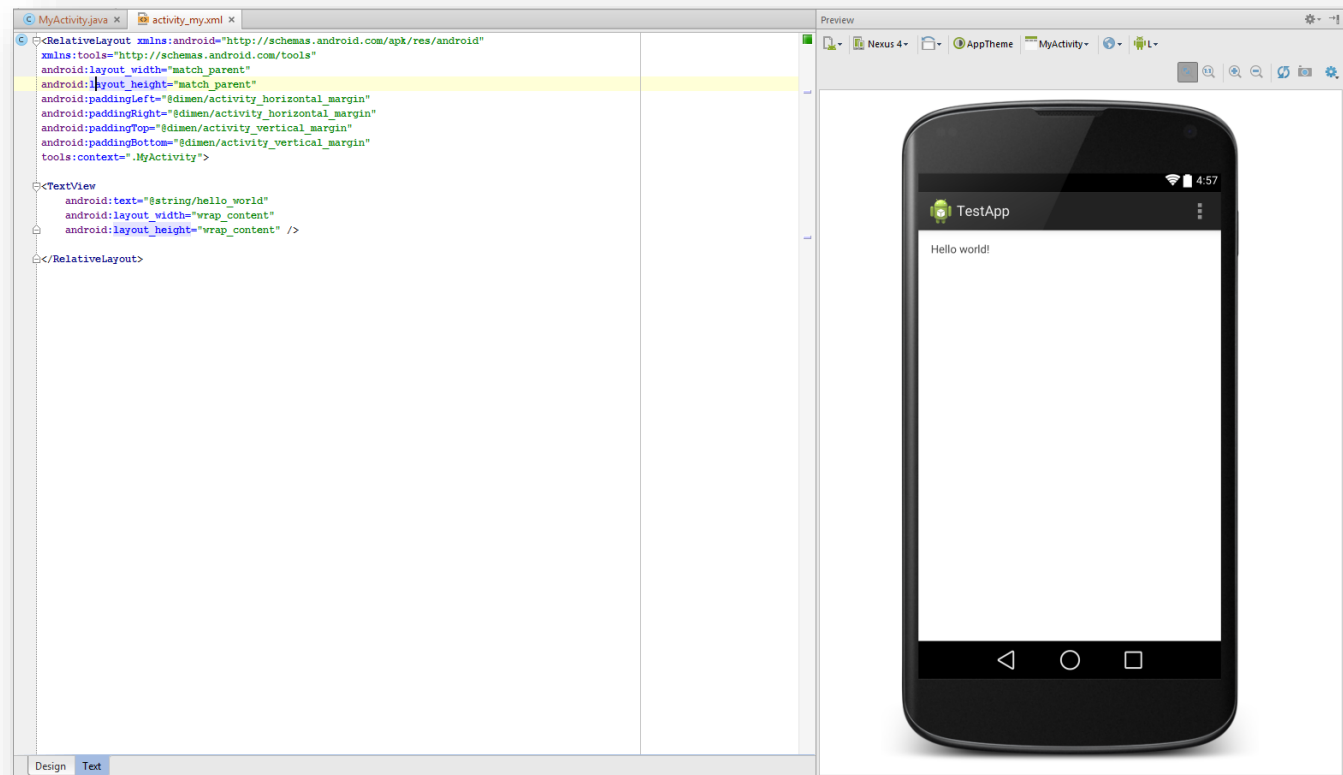 MyActivity.java
activity_my.xml
<RelativeLayout xmlns:android="http://schemas.android.com/apk/res/android"
xmlns:tools="http://schemas.android.com/tools"
android:layout_width="match_parent"
android:layout_height="match_parent"
android:paddingLeft="@dimen/activity_horizontal_margin"
android:paddingRight="@dimen/activity_horizontal_margin"
android:paddingTop="@dimen/activity_vertical_margin"
android:paddingBottom="@dimen/activity_vertical_margin"
tools:context=".MyActivity">
<TextView
android:text="@string/hello_world"
android:layout_width="wrap_content"
android:layout_height="wrap_content" />
</RelativeLayout>
Design Text
Preview
Nexus 4 AppTheme MyActivity L
4:57
TestApp
Hello world!